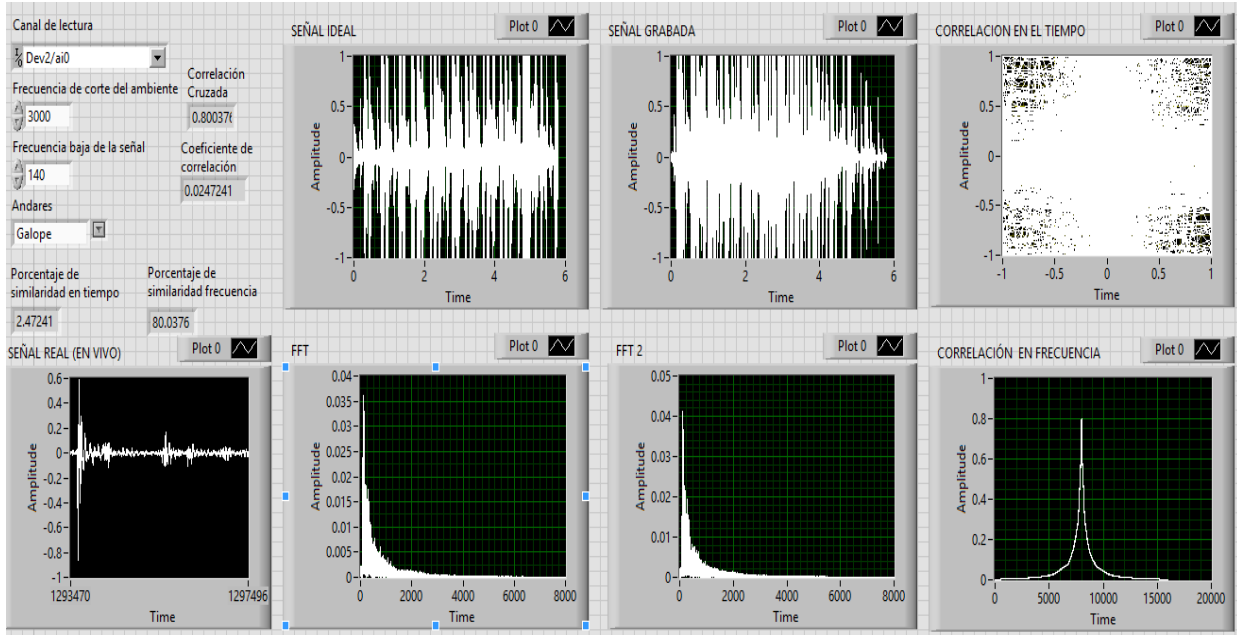 Canal de lectura
Dev2/ai0
Frecuencia de corte del ambiente
3000
Frecuencia baja de la señal
140
Andares
Galope
Correlación
Cruzada
0.80037
Coeficiente de
correlación
0.0247241
Porcentaje de
similaridad en tiempo
2.47241
Porcentaje de
similaridad frecuencia
80.0376
SEÑAL IDEAL
Plot 0
Amplitude
1-
0.5-
0-
-0.5-
-1-
0 2 4 6
Time
SEÑAL GRABADA
Plot 0
Amplitude
1-
0.5-
0-
-0.5-
-1-
0 2 4 6
Time
CORRELACION EN EL TIEMPO
Plot 0
Amplitude
1-
0.5-
0-
-0.5-
-1-
-1 -0.5 0 0.5 1
Time
SEÑAL REAL (EN VIVO)
Plot 0
Amplitude
0.6-
0.4-
0.2-
0-
-0.2-
-0.4-
-0.6-
-0.8-
-1-
1293470 1297496
Time
FFT
Plot 0
Amplitude
0.04-
0.035-
0.03-
0.025-
0.02-
0.015-
0.01-
0.005-
0-
0 2000 4000 6000 8000
Time
FFT 2
Plot 0
Amplitude
0.05-
0.04-
0.03-
0.02-
0.01-
0-
0 2000 4000 6000 8000
Time
CORRELACIÓN EN FRECUENCIA
Plot 0
Amplitude
1-
0.8-
0.6-
0.4-
0.2-
0-
0 5000 10000 15000 20000
Time